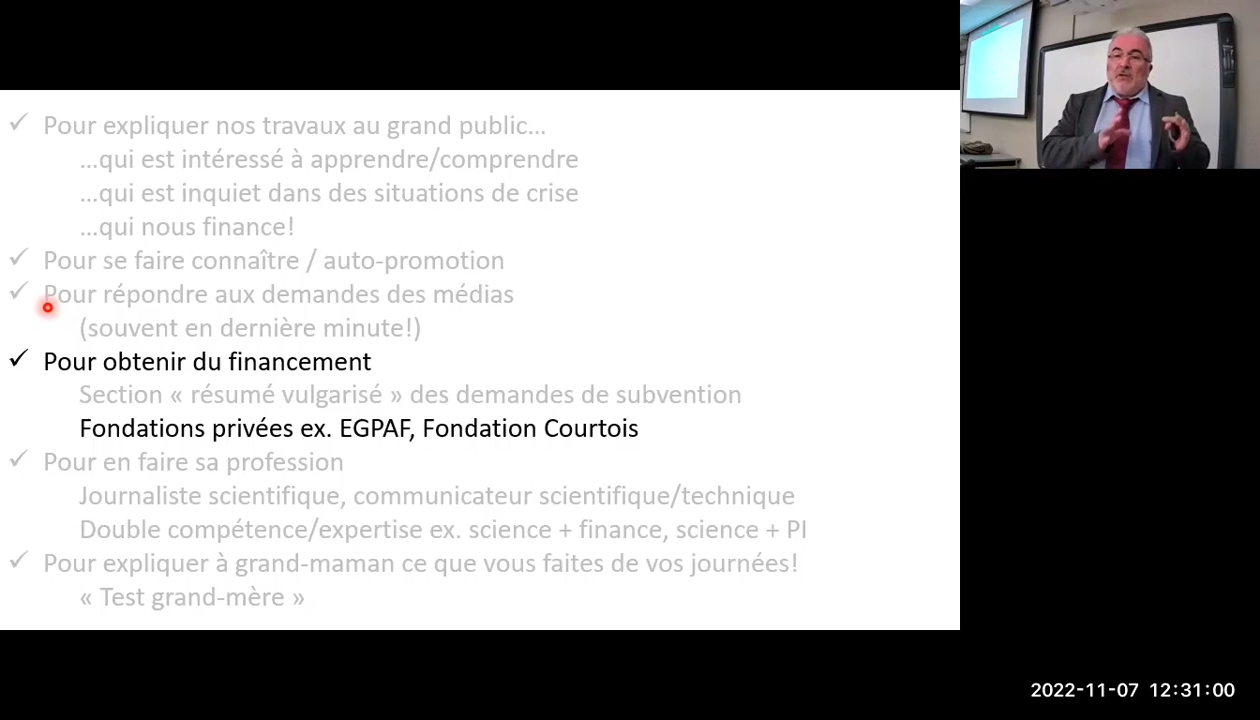 ✓ Pour expliquer nos travaux au grand public...
...qui est intéressé à apprendre/comprendre
...qui est inquiet dans des situations de crise
...qui nous finance!
✓ Pour se faire connaître / auto-promotion
✓ Pour répondre aux demandes des médias
(souvent en dernière minute!)
✓ Pour obtenir du financement
Section « résumé vulgarisé » des demandes de subvention
Fondations privées ex. EGPAF, Fondation Courtois
✓ Pour en faire sa profession
Journaliste scientifique, communicateur scientifique/technique
Double compétence/expertise ex. science + finance, science + PI
✓ Pour expliquer à grand-maman ce que vous faites de vos journées!
« Test grand-mère »
2022-11-07 12:31:00